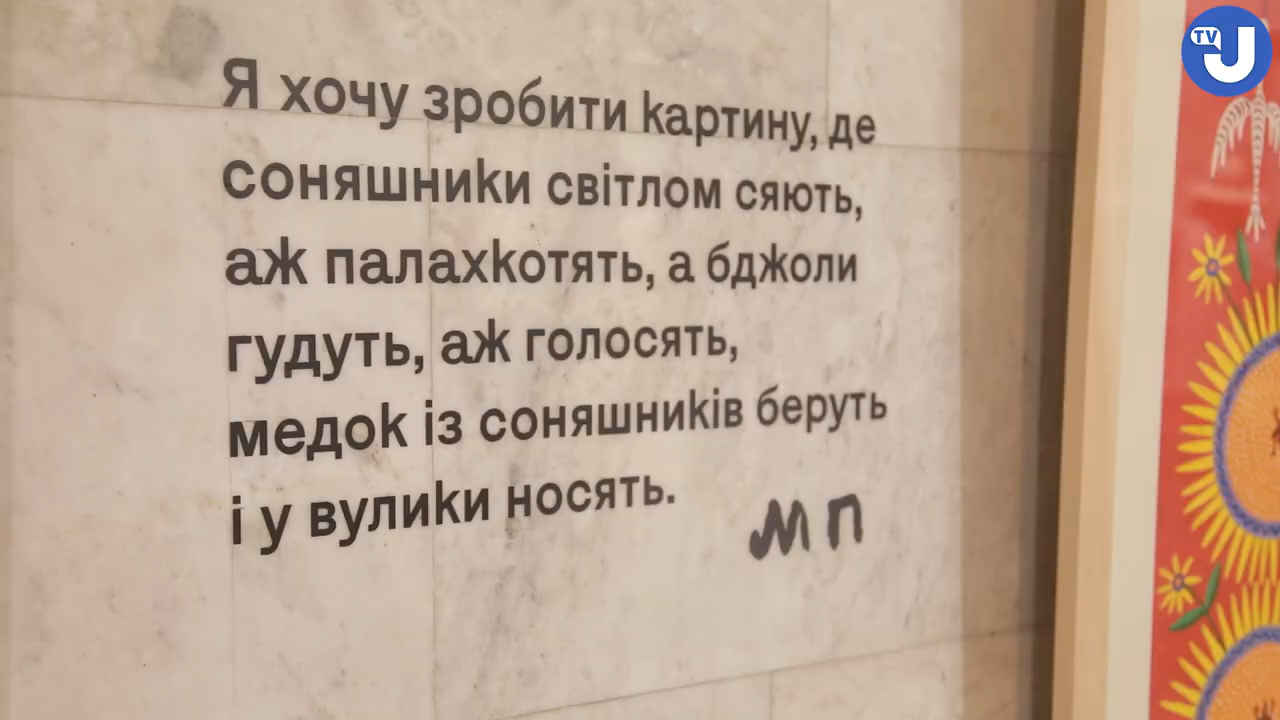 TV U
Я хочу зробити картину, де
соняшники світлом сяють,
аж палахкотять, а бджоли
гудуть, аж голосять,
медок із соняшників беруть
і у вулики носять.
МП